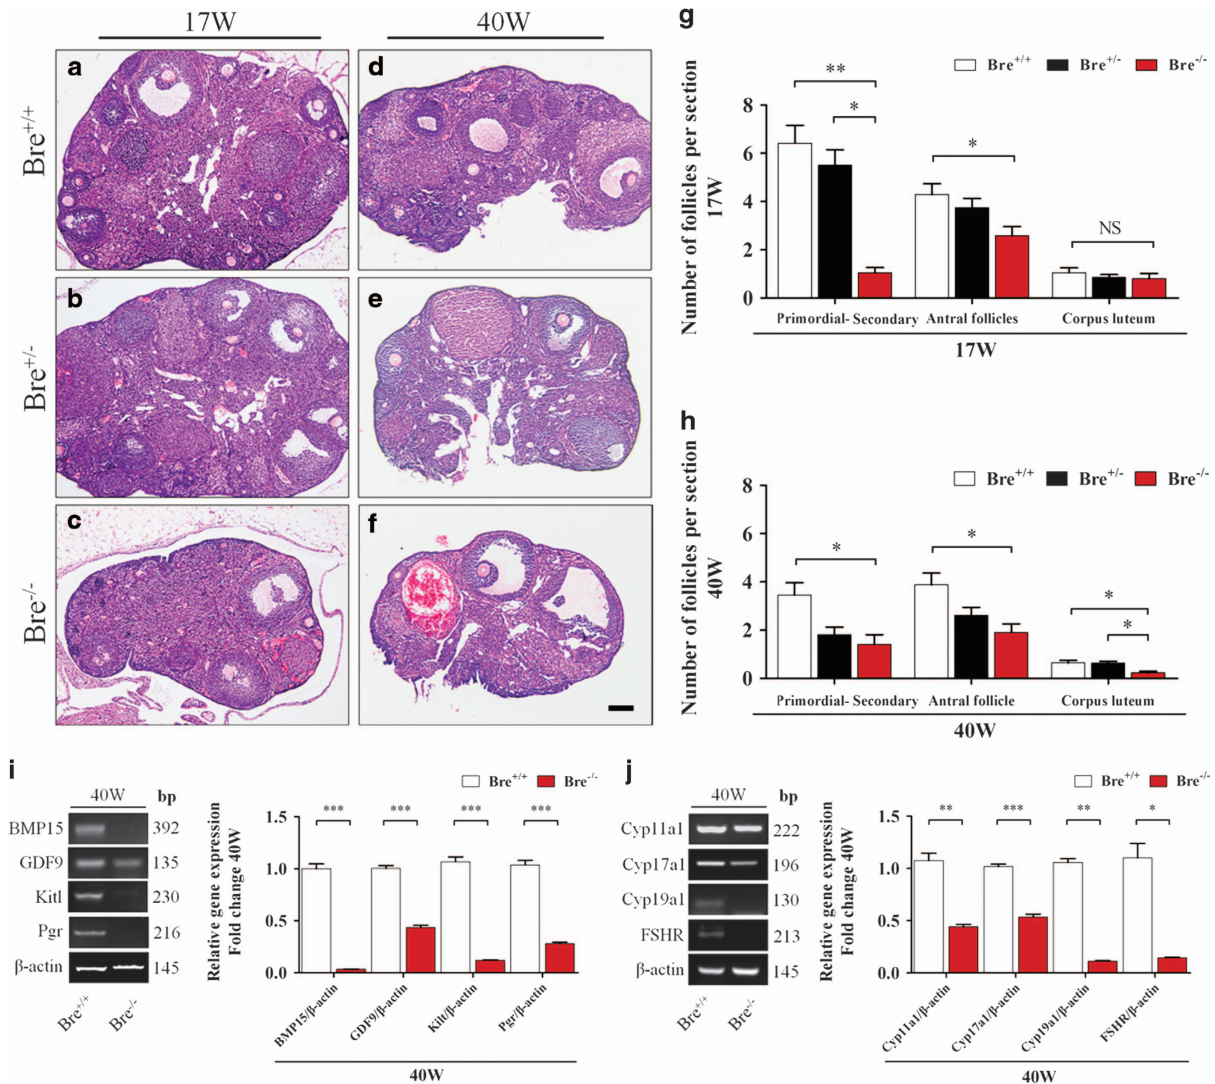 17W 40W
Bre+/+
Bre+/-
Bre-/-
a
d
b
e
c
f
g
Bre+/+ Bre+/- Bre-/-
Number of follicles per section
17W
8
6
4
2
0
**
*
*
NS
Primordial- Secondary Antral follicles Corpus luteum
17W
h
Bre+/+ Bre+/- Bre-/-
Number of follicles per section
40W
8
6
4
2
0
*
*
*
*
Primordial- Secondary Antral follicle Corpus luteum
40W
i
40W bp
BMP15 392
GDF9 135
Kitl 230
Pgr 216
β-actin 145
Bre+/+ Bre-/-
Bre+/+ Bre-/-
Relative gene expression
Fold change 40W
1.5
1.0
0.5
0.0
*** *** *** ***
BMP15/β-actin
GDF9/β-actin
Kilt/β-actin
Pgr/β-actin
40W
j
40W bp
Cyp11a1 222
Cyp17a1 196
Cyp19a1 130
FSHR 213
β-actin 145
Bre+/+ Bre-/-
Bre+/+ Bre-/-
Relative gene expression
Fold change 40W
1.5
1.0
0.5
0.0
** *** ** *
Cyp11a1/β-actin
Cyp17a1/β-actin
Cyp19a1/β-actin
FSHR/β-actin
40W